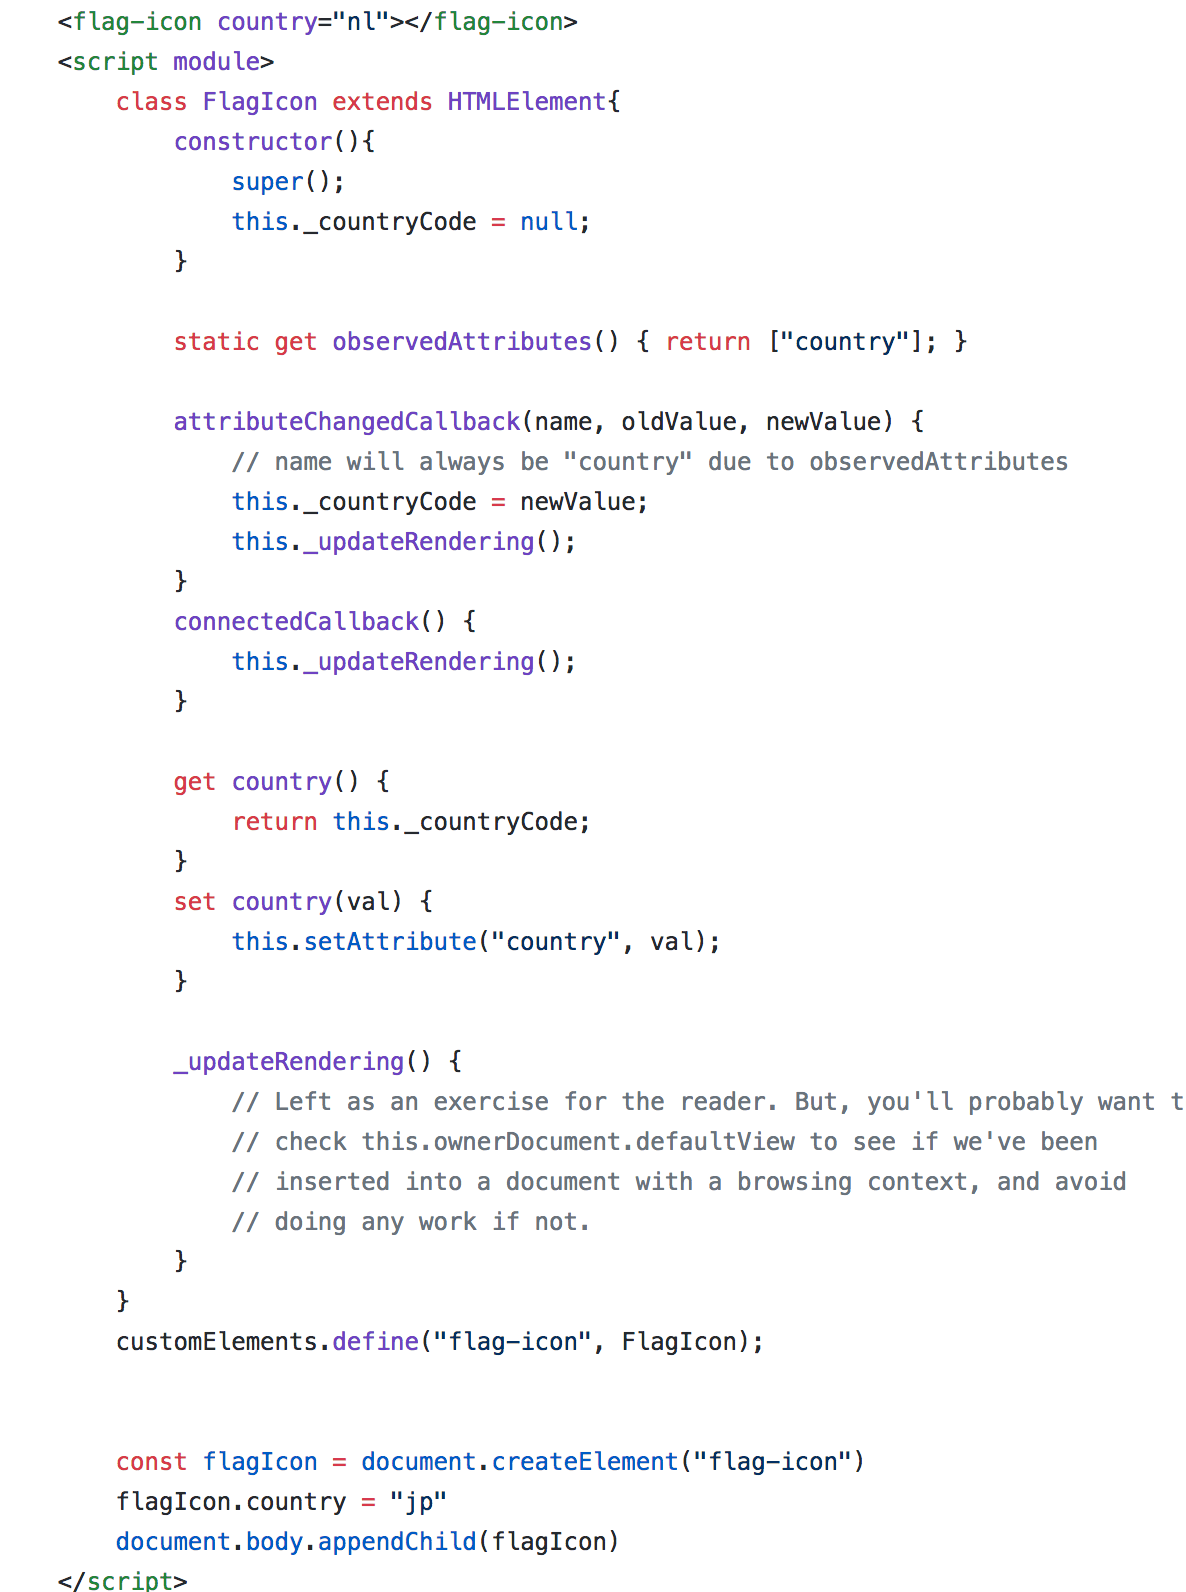 <flag-icon country="nl"></flag-icon>
<script module>
class FlagIcon extends HTMLElement{
constructor(){
super();
this._countryCode = null;
}
static get observedAttributes() { return ["country"]; }
attributeChangedCallback(name, oldValue, newValue) {
// name will always be "country" due to observedAttributes
this._countryCode = newValue;
this._updateRendering();
}
connectedCallback() {
this._updateRendering();
}
get country() {
return this._countryCode;
}
set country(val) {
this.setAttribute("country", val);
}
_updateRendering() {
// Left as an exercise for the reader. But, you'll probably want t
// check this.ownerDocument.defaultView to see if we've been
// inserted into a document with a browsing context, and avoid
// doing any work if not.
}
}
customElements.define("flag-icon", FlagIcon);
const flagIcon = document.createElement("flag-icon")
flagIcon.country = "jp"
document.body.appendChild(flagIcon)
</script>